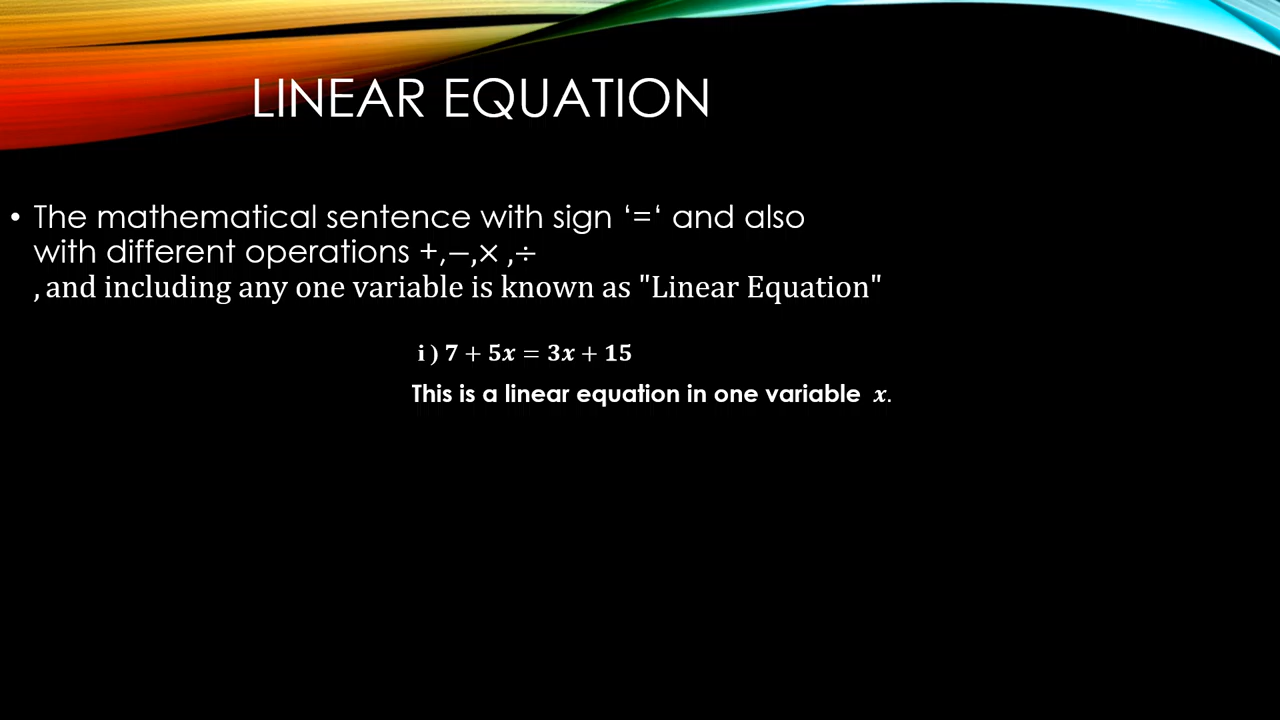 LINEAR EQUATION
• The mathematical sentence with sign ‘=‘ and also
with different operations +,−,× ,÷
, and including any one variable is known as "Linear Equation"
i ) 7 + 5x = 3x + 15
This is a linear equation in one variable x.